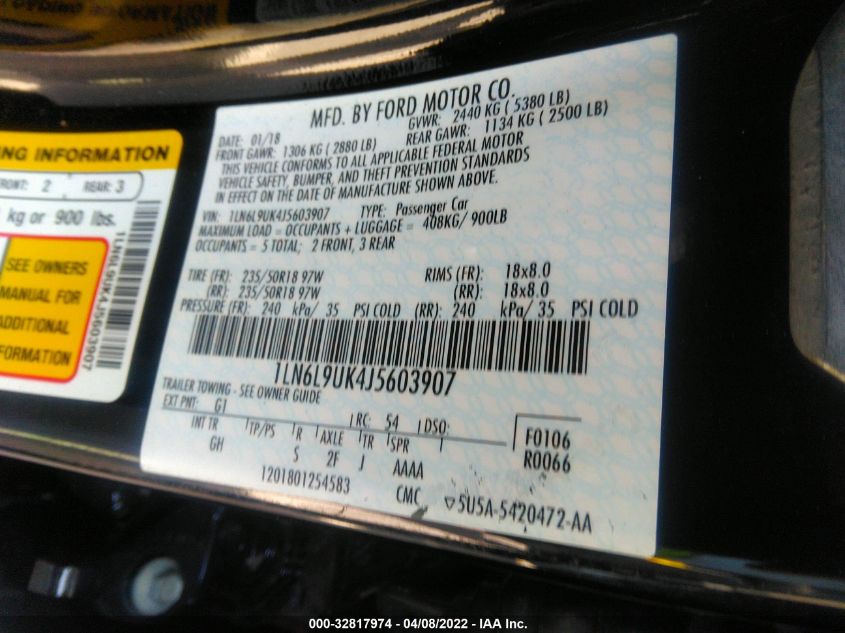 NG INFORMATION
FRONT: 2 REAR: 3
kg or 900 lbs.
SEE OWNERS
MANUAL FOR
ADDITIONAL
FORMATION
1LN6L9UK4J5603907
MFD. BY FORD MOTOR CO.
DATE: 01/18 GVWR: 2440 KG ( 5380 LB)
FRONT GAWR: 1306 KG ( 2880 LB) REAR GAWR: 1134 KG ( 2500 LB)
THIS VEHICLE CONFORMS TO ALL APPLICABLE FEDERAL MOTOR
VEHICLE SAFETY, BUMPER, AND THEFT PREVENTION STANDARDS
IN EFFECT ON THE DATE OF MANUFACTURE SHOWN ABOVE.
VIN: 1LN6L9UK4J5603907 TYPE: Passenger Car
MAXIMUM LOAD = OCCUPANTS + LUGGAGE = 408KG/ 900LB
OCCUPANTS = 5 TOTAL; 2 FRONT, 3 REAR
TIRE (FR): 235/50R18 97W RIMS (FR): 18x8.0
(RR): 235/50R18 97W (RR): 18x8.0
PRESSURE (FR): 240 kPa/ 35 PSI COLD (RR): 240 kPa/ 35 PSI COLD
1LN6L9UK4J5603907
TRAILER TOWING - SEE OWNER GUIDE
EXT PNT: G1 RC: 54 DSO: F0106
INT TR TP/PS R AXLE TR SPR R0066
GH S 2F J AAAA
1201801254583 CMC ▽5U5A-5420472-AA
000-32817974 - 04/08/2022 - IAA Inc.